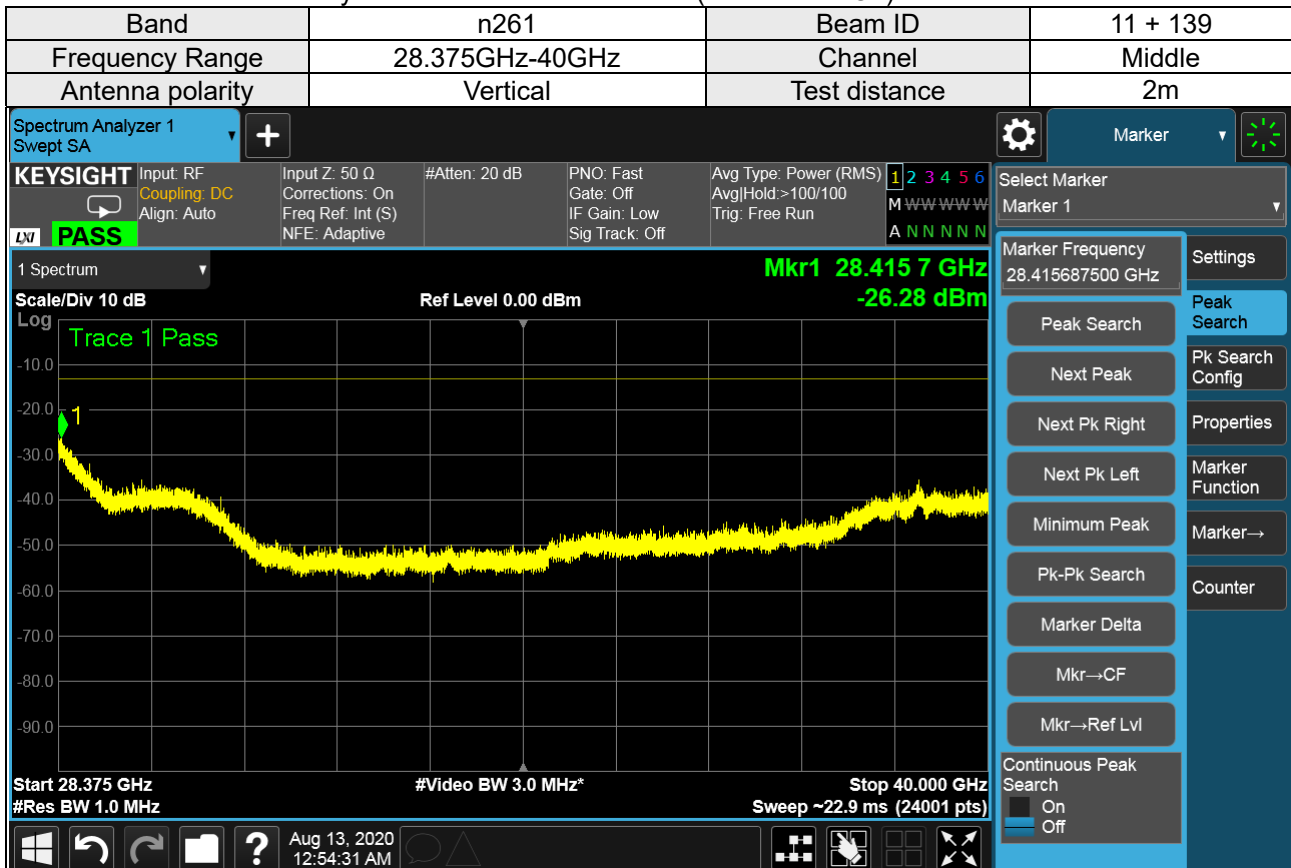 Band n261 Beam ID 11 + 139
Frequency Range 28.375GHz-40GHz Channel Middle
Antenna polarity Vertical Test distance 2m
Spectrum Analyzer 1
Swept SA
+
Marker
KEYSIGHT
LXI PASS
Input: RF
Coupling: DC
Align: Auto
Input Z: 50 Ω
Corrections: On
Freq Ref: Int (S)
NFE: Adaptive
#Atten: 20 dB
PNO: Fast
Gate: Off
IF Gain: Low
Sig Track: Off
Avg Type: Power (RMS)
Avg|Hold:>100/100
Trig: Free Run
1 2 3 4 5 6
M W W W W W
A N N N N N
Select Marker
Marker 1
1 Spectrum
Mkr1 28.415 7 GHz
-26.28 dBm
Scale/Div 10 dB
Ref Level 0.00 dBm
Log
Trace 1 Pass
1
-10.0
-20.0
-30.0
-40.0
-50.0
-60.0
-70.0
-80.0
-90.0
Start 28.375 GHz
#Res BW 1.0 MHz
#Video BW 3.0 MHz*
Stop 40.000 GHz
Sweep ~22.9 ms (24001 pts)
Marker Frequency
28.415687500 GHz
Peak Search
Next Peak
Next Pk Right
Next Pk Left
Minimum Peak
Pk-Pk Search
Marker Delta
Mkr→CF
Mkr→Ref Lvl
Continuous Peak
Search
On
Off
Settings
Peak
Search
Pk Search
Config
Properties
Marker
Function
Marker→
Counter
?
Aug 13, 2020
12:54:31 AM